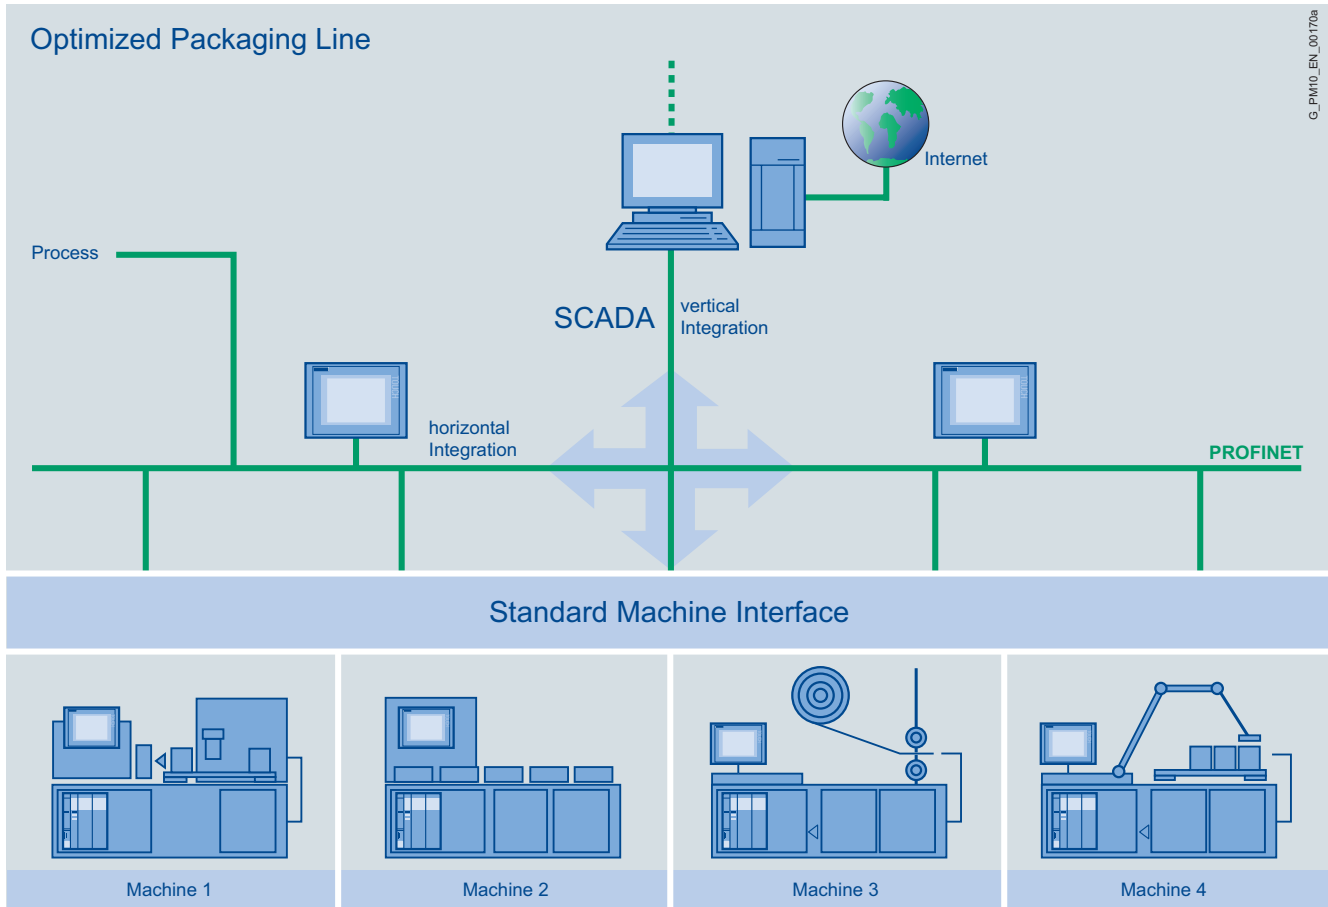 Optimized Packaging Line
G_PM10_EN_00170a
Internet
Process
SCADA
vertical
Integration
horizontal
Integration
PROFINET
Standard Machine Interface
Machine 1
Machine 2
Machine 3
Machine 4